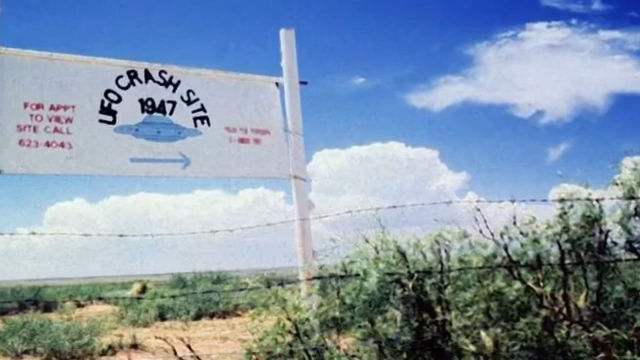 UFO CRASH SITE
1947
FOR APPT
TO VIEW
SITE CALL
623-4043